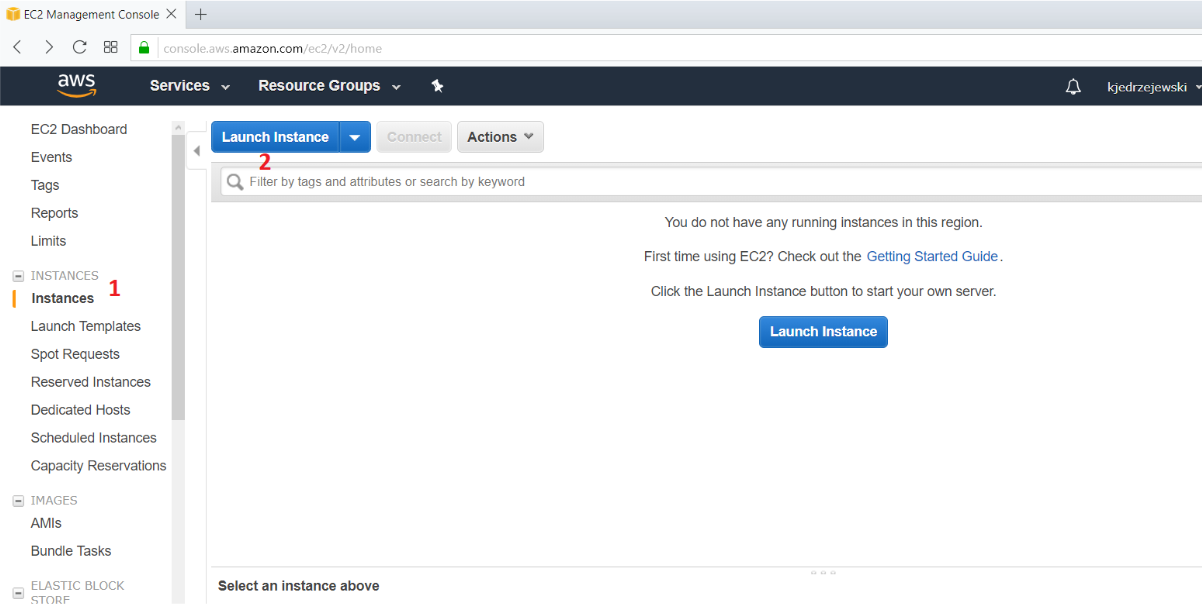 EC2 Management Console
console.aws.amazon.com/ec2/v2/home
aws
Services
Resource Groups
kjedrzejewski
EC2 Dashboard
Events
Tags
Reports
Limits
INSTANCES
1
Instances
Launch Templates
Spot Requests
Reserved Instances
Dedicated Hosts
Scheduled Instances
Capacity Reservations
IMAGES
AMIs
Bundle Tasks
ELASTIC BLOCK
STORE
Launch Instance
Connect
Actions
2
Filter by tags and attributes or search by keyword
You do not have any running instances in this region.
First time using EC2? Check out the Getting Started Guide.
Click the Launch Instance button to start your own server.
Launch Instance
Select an instance above